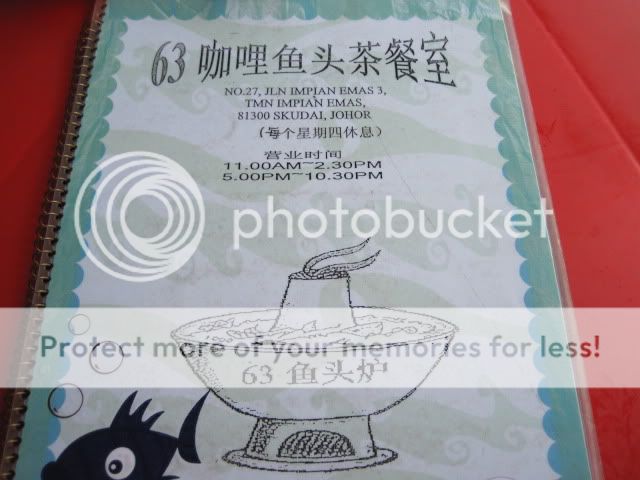 63 咖哩鱼头茶餐室
NO.27, JLN IMPIAN EMAS 3,
TMN IMPIAN EMAS,
81300 SKUDAI, JOHOR
（每个星期四休息）
营业时间
11.00AM~2.30PM
5.00PM~10.30PM
photobucket
Protect more of your memories for less!
63 鱼头炉